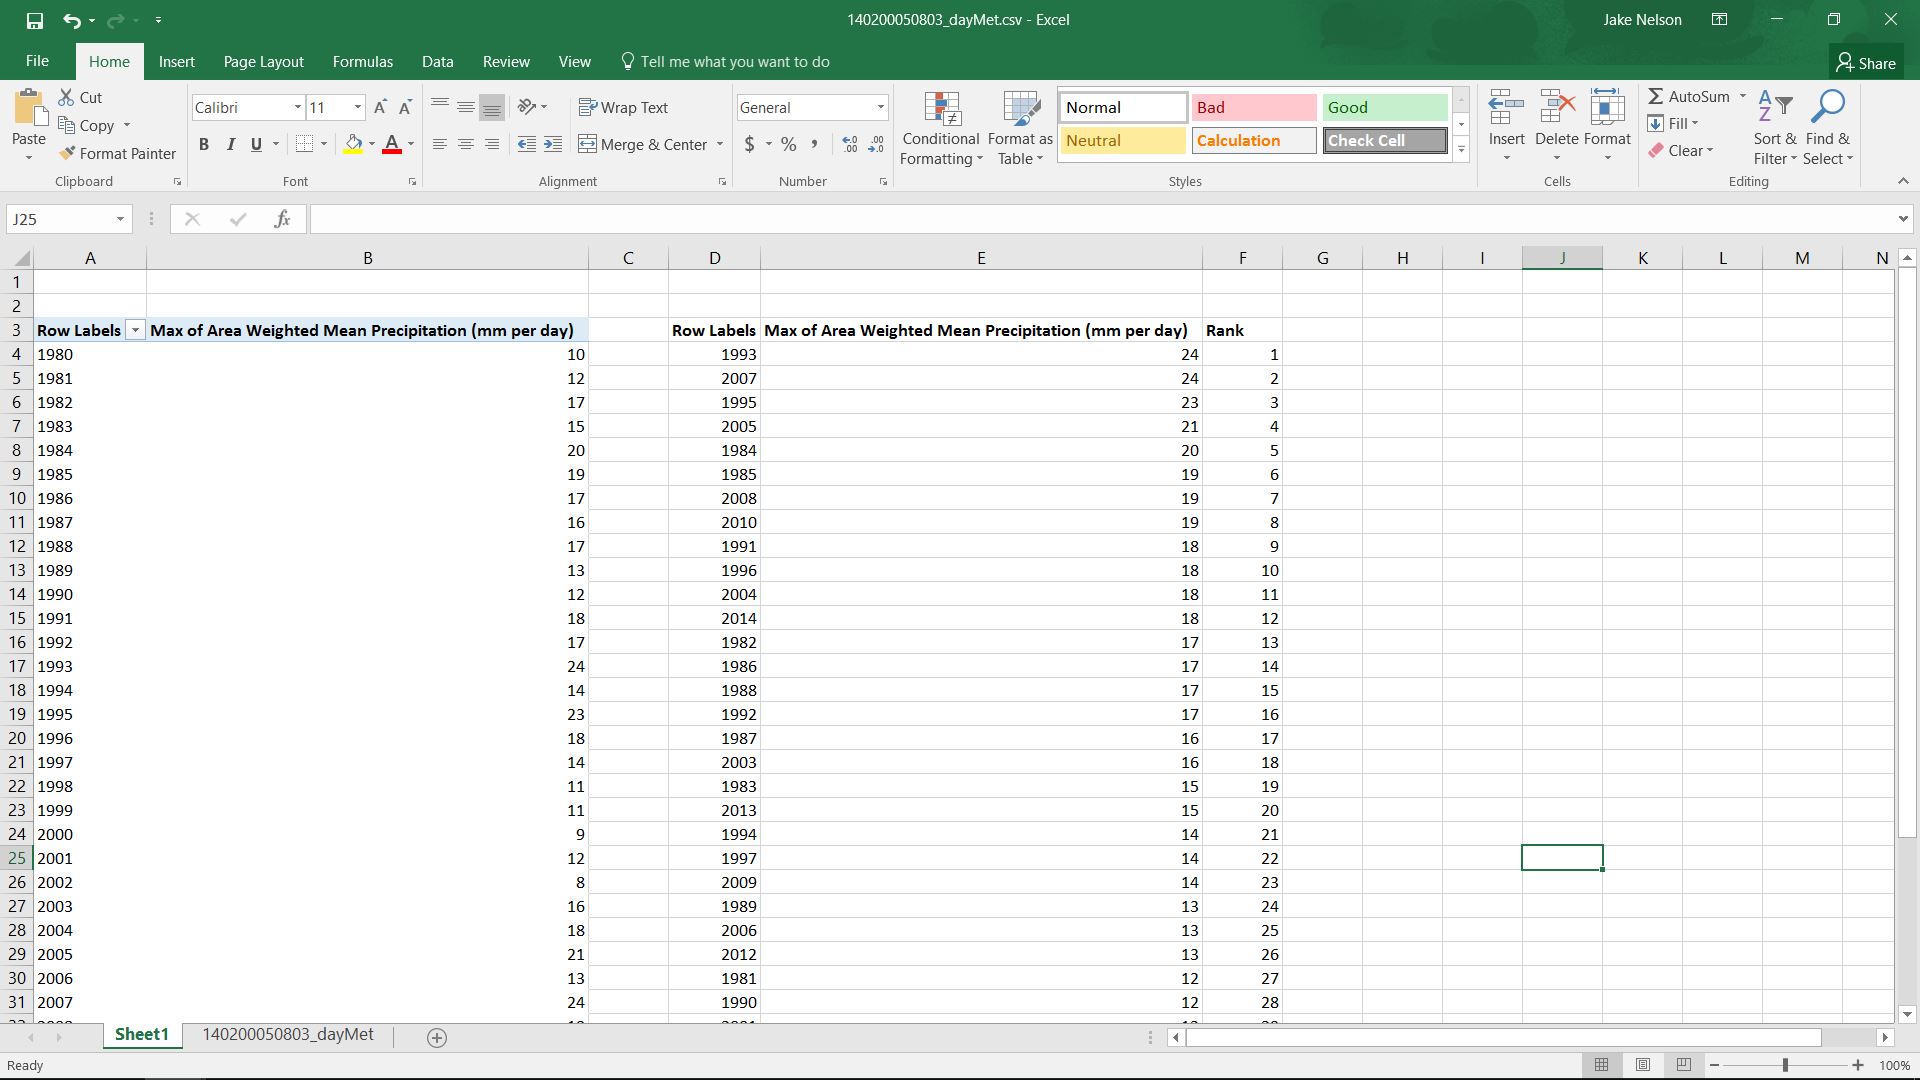 140200050803_dayMet.csv - Excel
Jake Nelson
File Home Insert Page Layout Formulas Data Review View Tell me what you want to do
Share
Paste
Cut
Copy
Format Painter
Clipboard
Calibri 11
B I U A
Font
Wrap Text
Merge & Center
Alignment
General
$ % ,
Number
Conditional Formatting
Format as Table
Normal Bad Good
Neutral Calculation Check Cell
Styles
Insert Delete Format
Cells
AutoSum
Fill
Clear
Sort & Filter
Find & Select
Editing
J25
fx
A B C D E F G H I J K L M N
1
2
3 Row Labels Max of Area Weighted Mean Precipitation (mm per day) Row Labels Max of Area Weighted Mean Precipitation (mm per day) Rank
4 1980 10 1993 24 1
5 1981 12 2007 24 2
6 1982 17 1995 23 3
7 1983 15 2005 21 4
8 1984 20 1984 20 5
9 1985 19 1985 19 6
10 1986 17 2008 19 7
11 1987 16 2010 19 8
12 1988 17 1991 18 9
13 1989 13 1996 18 10
14 1990 12 2004 18 11
15 1991 18 2014 18 12
16 1992 17 1982 17 13
17 1993 24 1986 17 14
18 1994 14 1988 17 15
19 1995 23 1992 17 16
20 1996 18 1987 16 17
21 1997 14 2003 16 18
22 1998 11 1983 15 19
23 1999 11 2013 15 20
24 2000 9 1994 14 21
25 2001 12 1997 14 22
26 2002 8 2009 14 23
27 2003 16 1989 13 24
28 2004 18 2006 13 25
29 2005 21 2012 13 26
30 2006 13 1981 12 27
31 2007 24 1990 12 28
Sheet1 140200050803_dayMet
Ready
100%